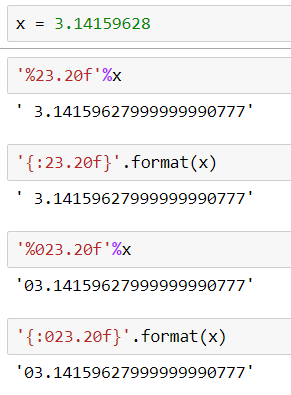 x = 3.14159628
'%23.20f'%x
' 3.14159627999999990777'
'{:23.20f}'.format(x)
' 3.14159627999999990777'
'%023.20f'%x
'03.14159627999999990777'
'{:023.20f}'.format(x)
'03.14159627999999990777'